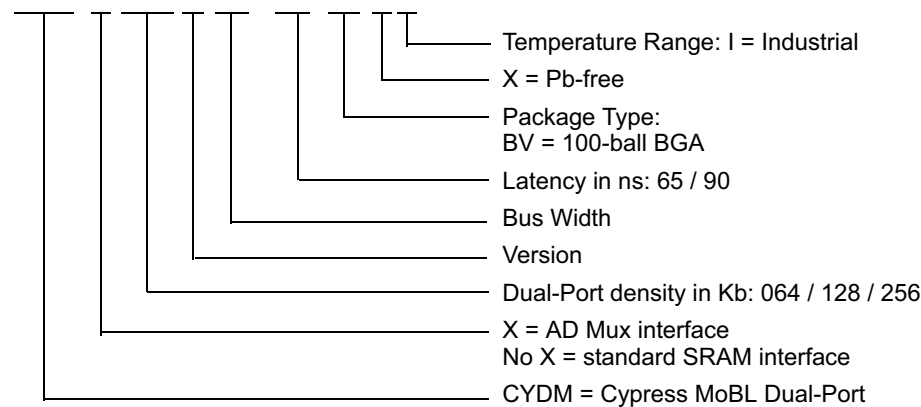 Temperature Range: I = Industrial
X = Pb-free
Package Type:
BV = 100-ball BGA
Latency in ns: 65 / 90
Bus Width
Version
Dual-Port density in Kb: 064 / 128 / 256
X = AD Mux interface
No X = standard SRAM interface
CYDM = Cypress MoBL Dual-Port